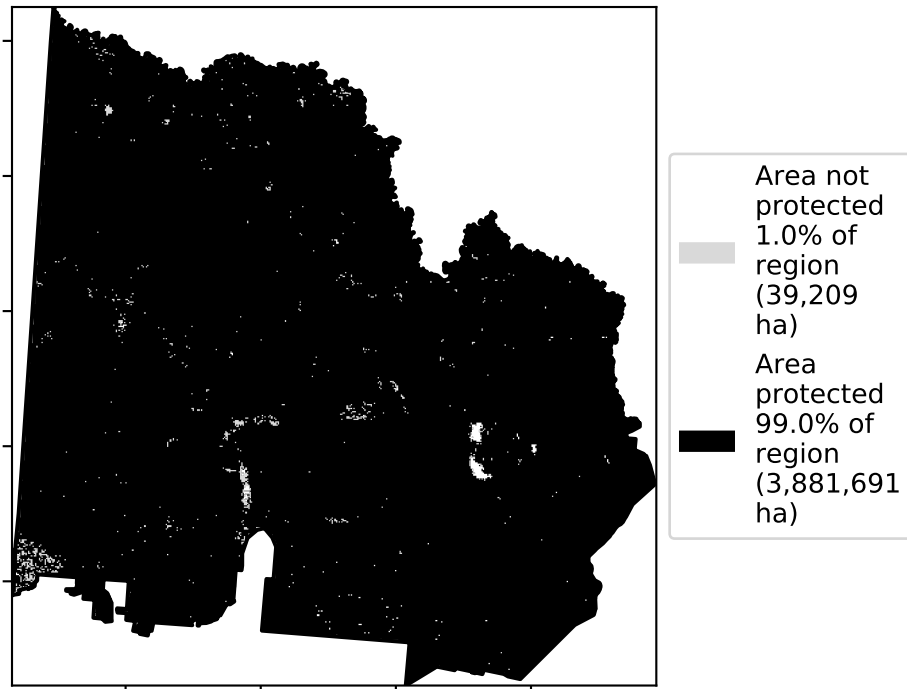 Area not
protected
1.0% of
region
(39,209
ha)
Area
protected
99.0% of
region
(3,881,691
ha)